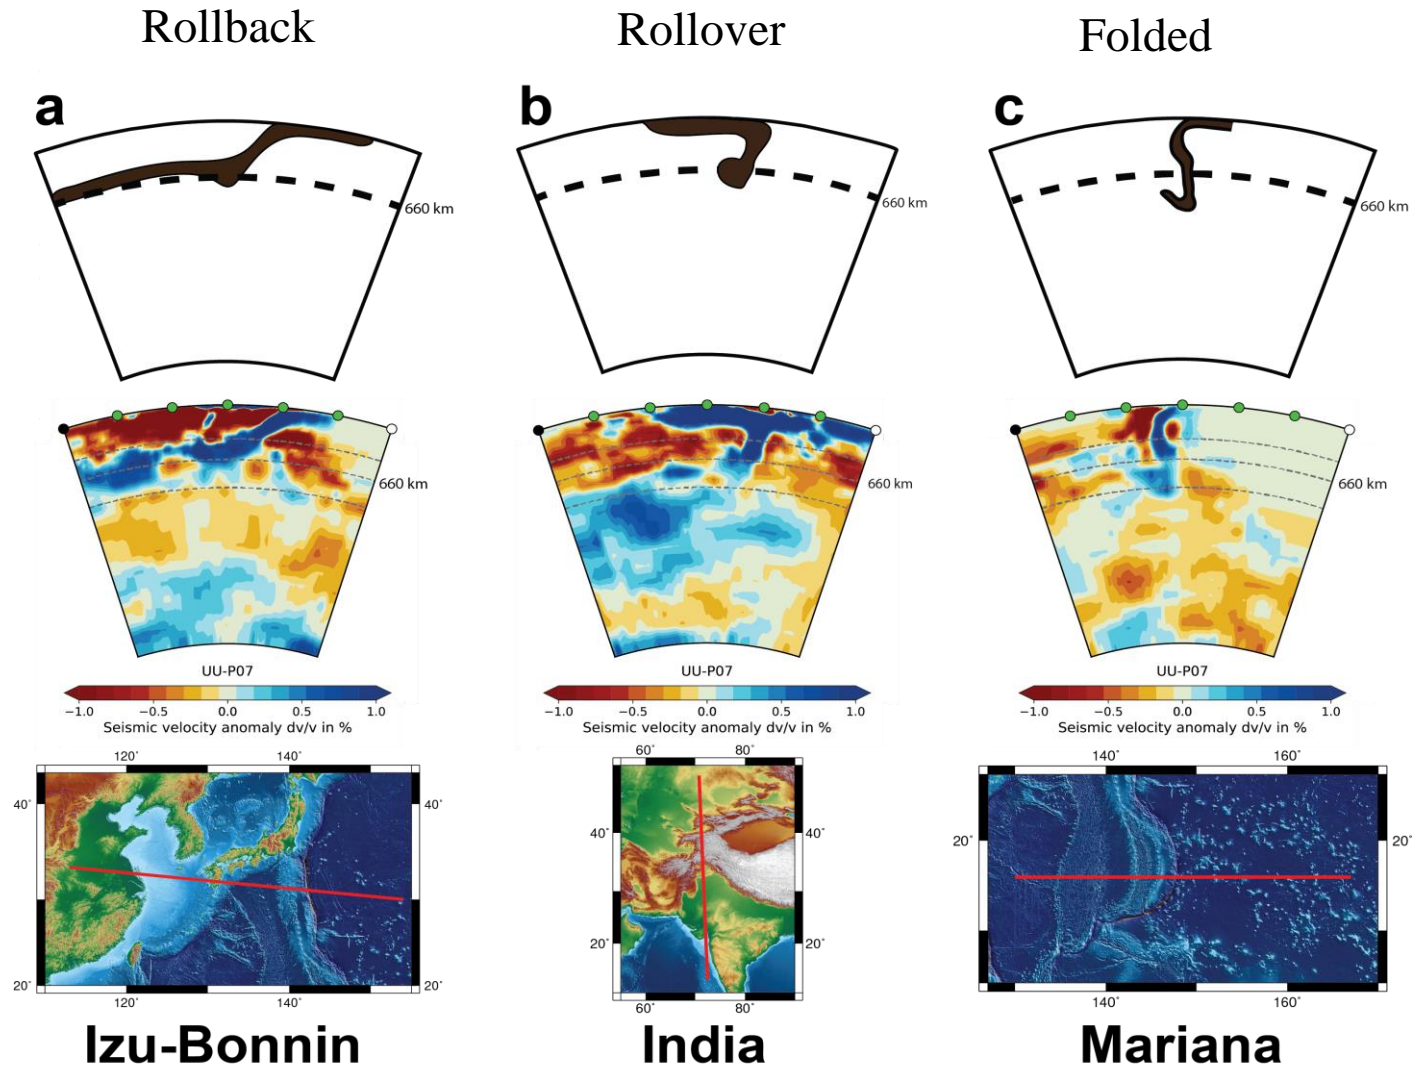 Rollback
Rollover
Folded
a
b
c
660 km
660 km
660 km
660 km
660 km
660 km
UU-P07
UU-P07
UU-P07
−1.0 −0.5 0.0 0.5 1.0
−1.0 −0.5 0.0 0.5 1.0
−1.0 −0.5 0.0 0.5 1.0
Seismic velocity anomaly dv/v in %
Seismic velocity anomaly dv/v in %
Seismic velocity anomaly dv/v in %
120˚ 140˚
40˚ 40˚
20˚ 20˚
120˚ 140˚
60˚ 80˚
40˚ 40˚
20˚ 20˚
60˚ 80˚
140˚ 160˚
20˚ 20˚
140˚ 160˚
Izu-Bonnin
India
Mariana